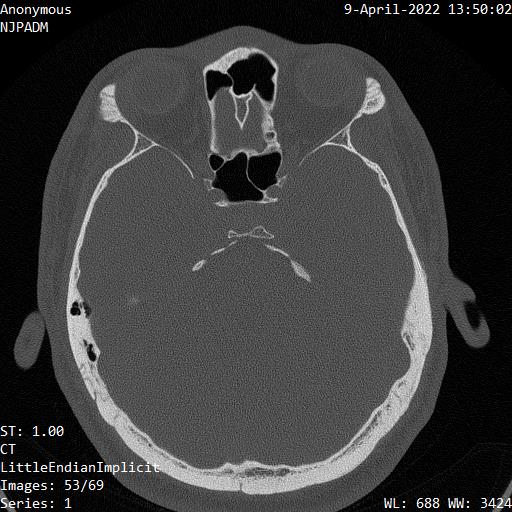 Anonymous
9-April-2022 13:50:02
NJPADM
ST: 1.00
CT
LittleEndianImplicit
Images: 53/69
Series: 1
WL: 688 WW: 3424